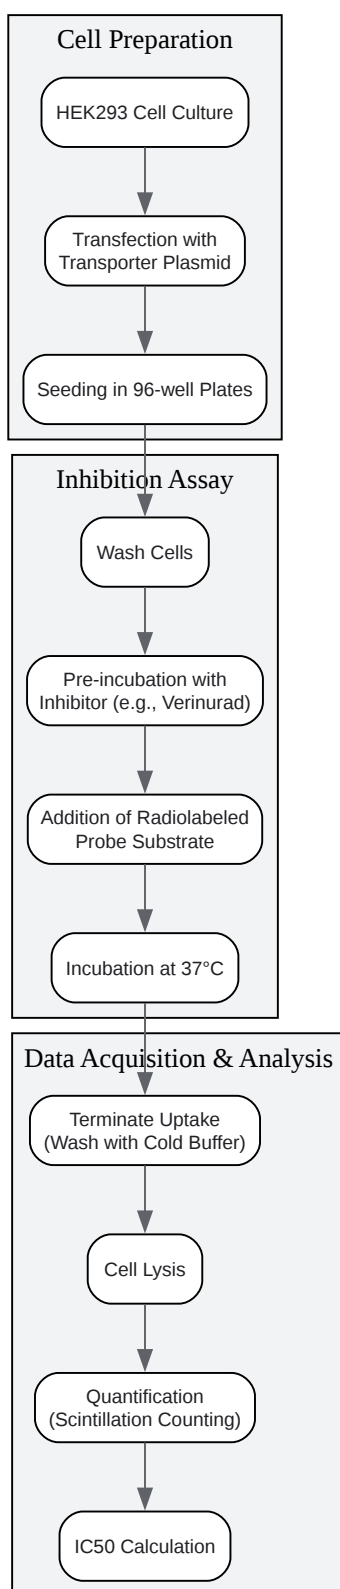 Cell Preparation
HEK293 Cell Culture
Transfection with
Transporter Plasmid
Seeding in 96-well Plates
Inhibition Assay
Wash Cells
Pre-incubation with
Inhibitor (e.g., Verinurad)
Addition of Radiolabeled
Probe Substrate
Incubation at 37°C
Data Acquisition & Analysis
Terminate Uptake
(Wash with Cold Buffer)
Cell Lysis
Quantification
(Scintillation Counting)
IC50 Calculation